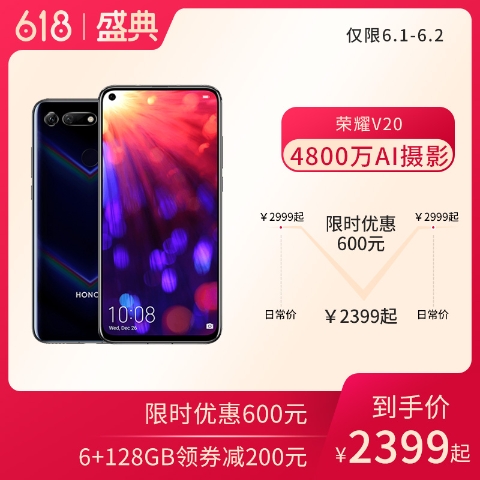 618 盛典
仅限6.1-6.2
荣耀V20
4800万AI摄影
¥2999起
限时优惠
600元
¥2999起
日常价
¥2399起
日常价
HONO
10:08
Wed, Dec 26
限时优惠600元
6+128GB领券减200元
到手价
¥2399起